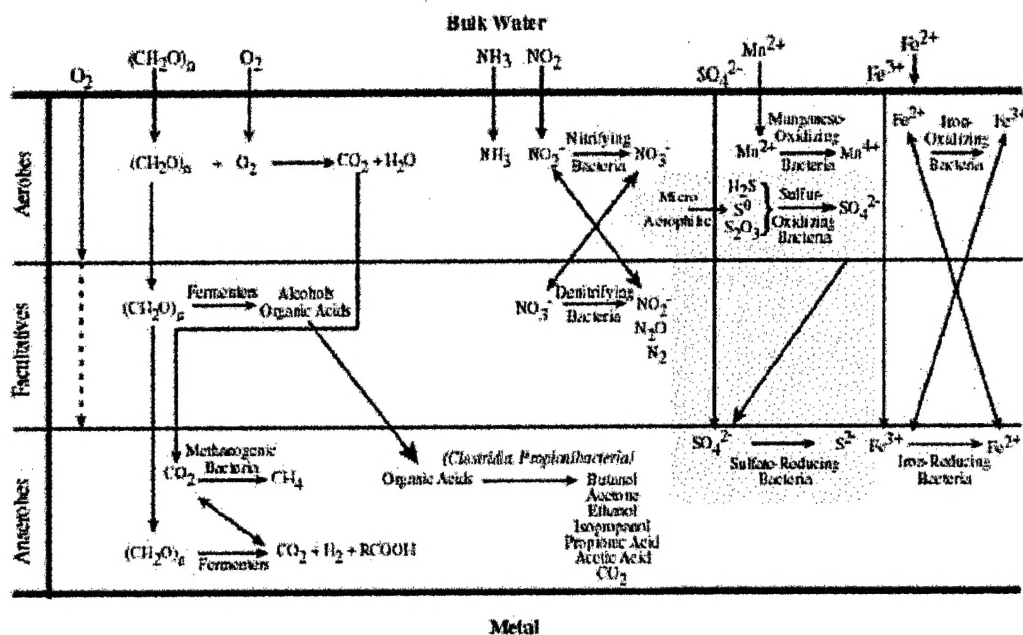 Bulk Water
O₂
(CH₂O)ₙ
O₂
NH₃
NO₂
SO₄²⁻
Mn²⁺
Fe³⁺
Fe²⁺
Aerobes
(CH₂O)ₙ + O₂
CO₂ + H₂O
NH₃
NO₂⁻
Nitrifying
Bacteria
NO₃⁻
Manganese-
Oxidizing
Bacteria
Mn²⁺
Mn⁴⁺
Fe²⁺
Iron-
Oxidizing
Bacteria
Fe³⁺
Micro
Aerophilic
H₂S
S⁰
S₂O₃
Sulfur-
Oxidizing
Bacteria
SO₄²⁻
Facultatives
(CH₂O)ₙ
Fermenters
Alcohols
Organic Acids
NO₃⁻
Denitrifying
Bacteria
NO₂⁻
N₂O
N₂
Anaerobes
CO₂
Methanogenic
Bacteria
CH₄
Organic Acids
(Clostridia, Propionibacteria)
Butanol
Acetone
Ethanol
Isopropanol
Propionic Acid
Acetic Acid
CO₂
SO₄²⁻
S²⁻
Sulfate-Reducing
Bacteria
Fe³⁺
Fe²⁺
Iron-Reducing
Bacteria
(CH₂O)ₙ
Fermenters
CO₂ + H₂ + RCOOH
Metal